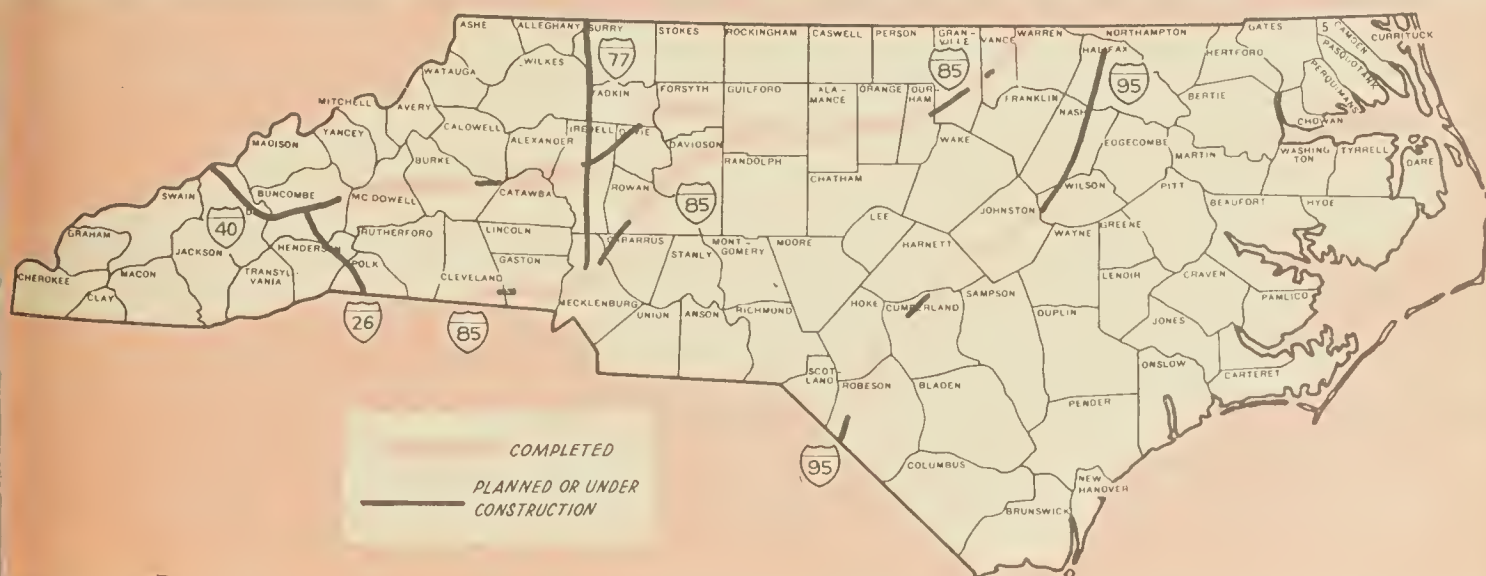 ASHE
ALLEGHANY
SURRY
STOKES
ROCKINGHAM
CASWELL
PERSON
GRAN-
VILLE
VANCE
WARREN
NORTHAMPTON
GATES
CAMDEN
CURRITUCK
PASQUOTANK
PERQUIMANS
CHOWAN
HERTFORD
HALIFAX
BERTIE
77
85
95
WATAUGA
WILKES
YADKIN
FORSYTH
GUILFORD
ALA-
MANCE
ORANGE
DUR-
HAM
FRANKLIN
NASH
EDGECOMBE
MARTIN
WASHING
TON
TYRRELL
DARE
MITCHELL
AVERY
YANCEY
CALDWELL
ALEXANDER
IREDELL
DAVIE
DAVIDSON
RANDOLPH
CHATHAM
WAKE
WILSON
PITT
BEAUFORT
HYDE
MADISON
BUNCOMBE
MC DOWELL
BURKE
CATAWBA
ROWAN
85
SWAIN
40
GRAHAM
JACKSON
HENDERSON
RUTHERFORD
LINCOLN
GASTON
CLEVELAND
POLK
CABARRUS
STANLY
MONT-
GOMERY
MOORE
LEE
HARNETT
JOHNSTON
WAYNE
GREENE
LENOIR
CRAVEN
PAMLICO
CHEROKEE
MACON
CLAY
TRANSYL-
VANIA
MECKLENBURG
UNION
ANSON
RICHMOND
HOKE
CUMBERLAND
SAMPSON
DUPLIN
JONES
ONSLOW
CARTERET
26
85
SCOT-
LAND
ROBESON
BLADEN
PENDER
95
COLUMBUS
NEW
HANOVER
BRUNSWICK
COMPLETED
PLANNED OR UNDER
CONSTRUCTION